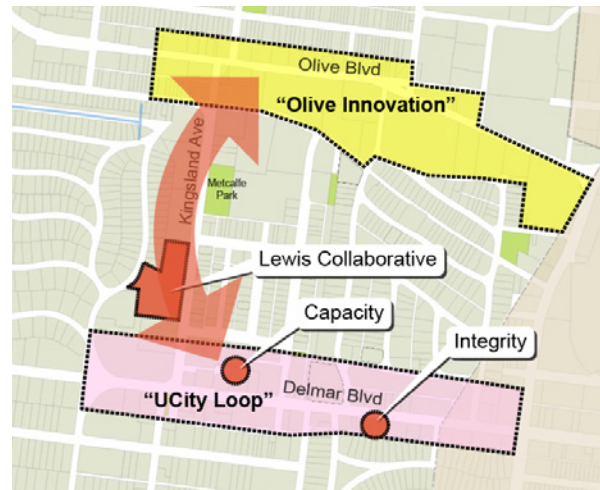 Olive Blvd
“Olive Innovation”
Kingsland Ave
Metcalfe
Park
Lewis Collaborative
Capacity
Integrity
Delmar Blvd
“UCity Loop”